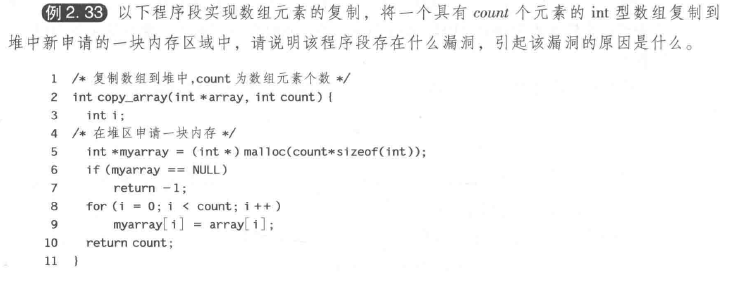 例2.33 以下程序段实现数组元素的复制，将一个具有 count 个元素的 int 型数组复制到
堆中新申请的一块内存区域中，请说明该程序段存在什么漏洞，引起该漏洞的原因是什么。
1 /* 复制数组到堆中,count 为数组元素个数 */
2 int copy_array(int *array, int count) {
3 int i;
4 /* 在堆区申请一块内存 */
5 int *myarray = (int *) malloc(count*sizeof(int));
6 if (myarray == NULL)
7 return -1;
8 for (i = 0; i < count; i ++ )
9 myarray[i] = array[i];
10 return count;
11 }